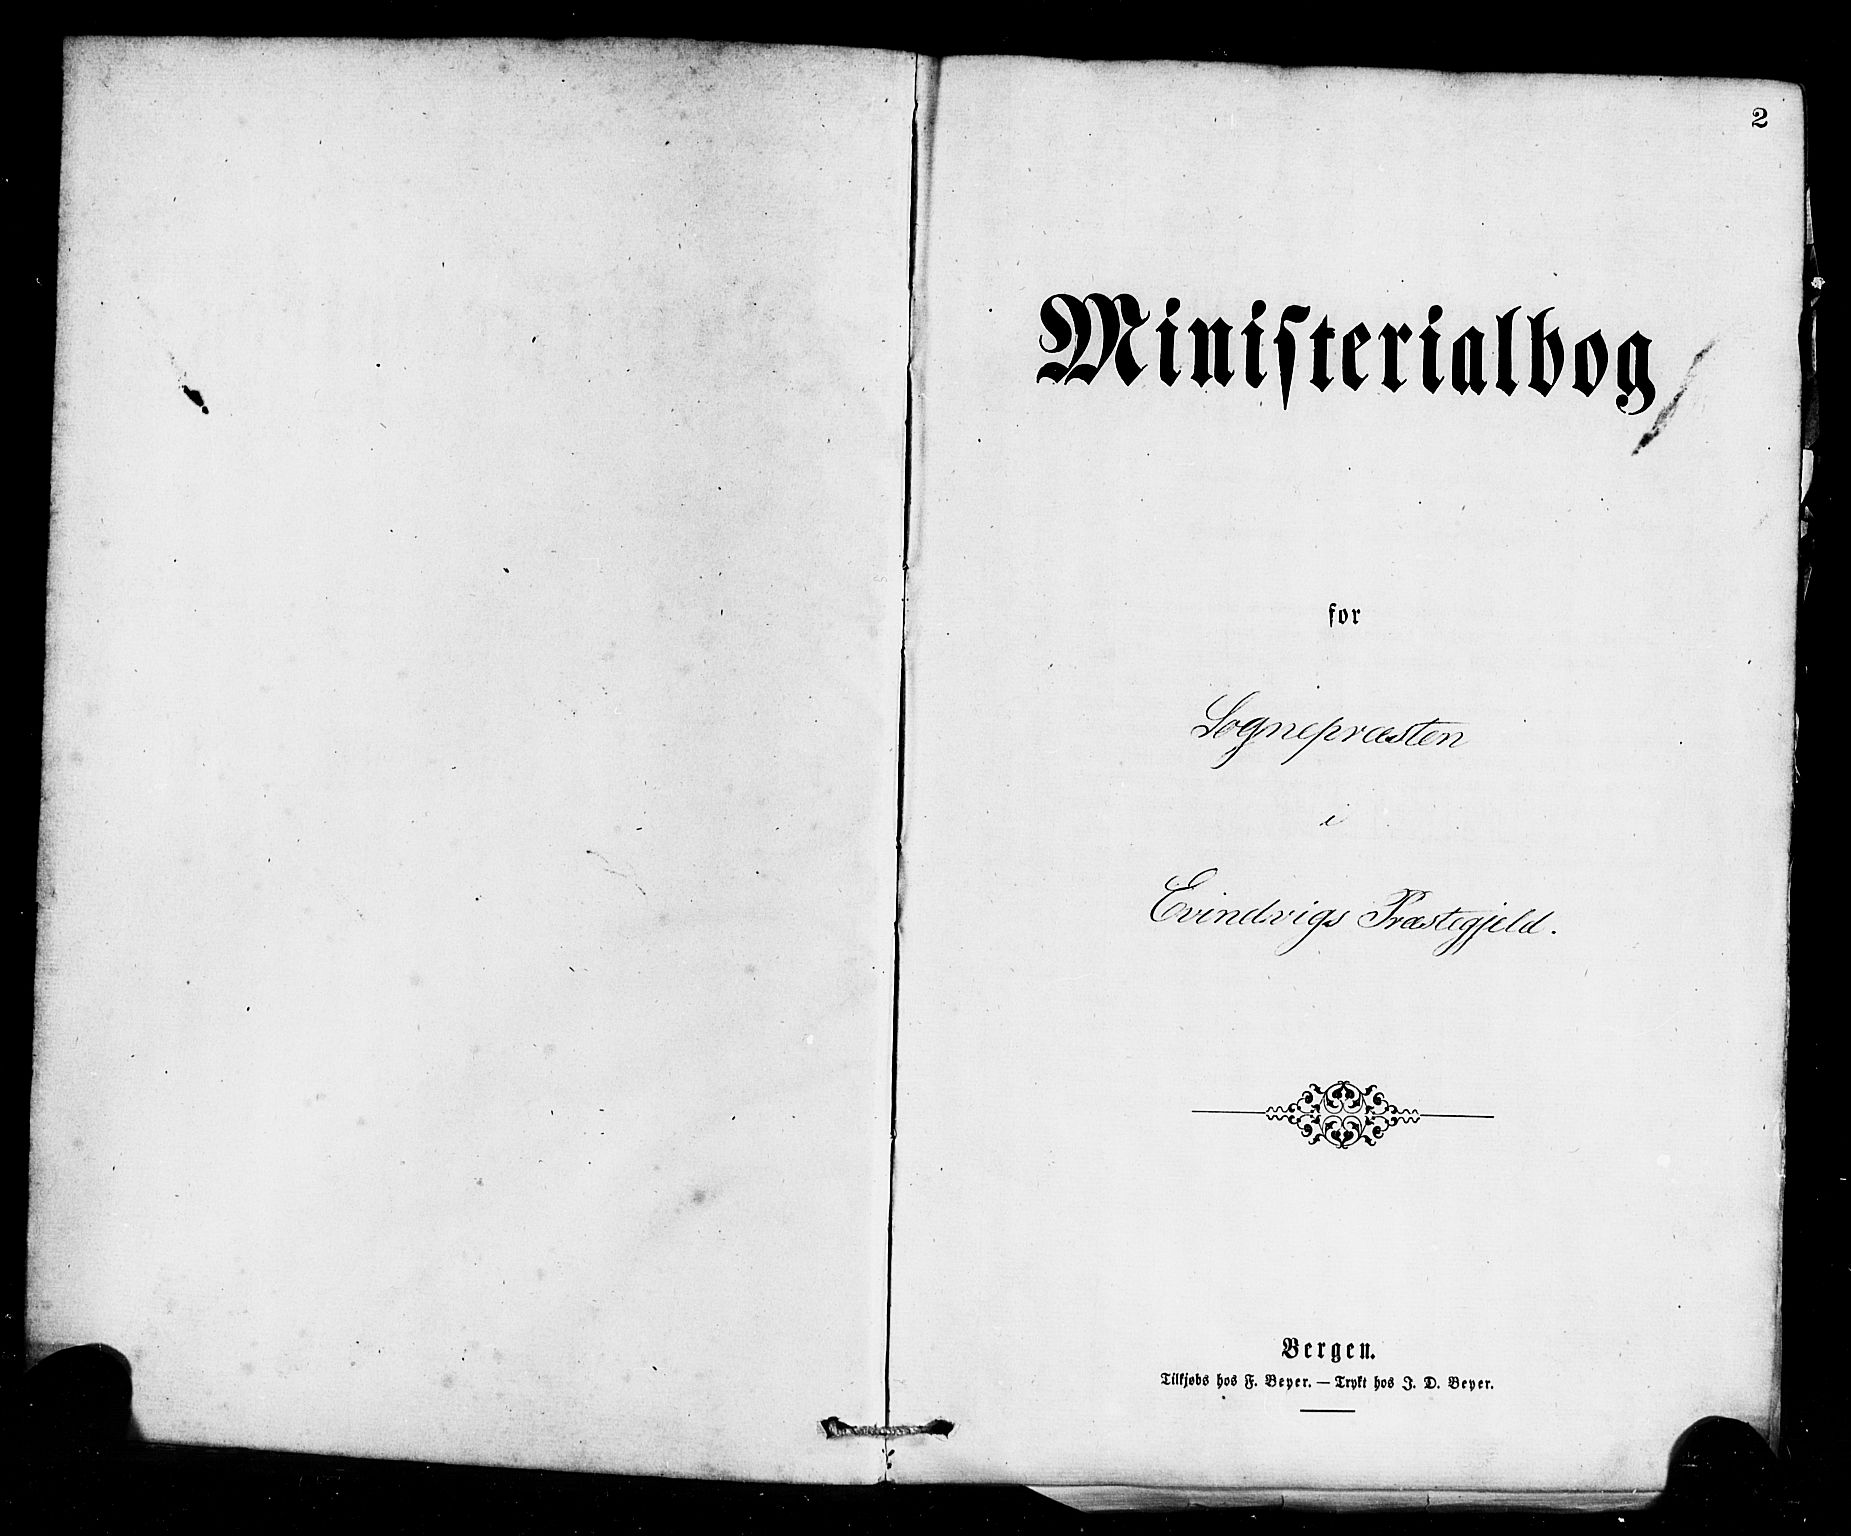 2
Ministerialbog
for
Sognepræsten
i
Evindvigs Præstegjeld.
Bergen.
Tilkjøbs hos F. Beyer. — Trykt hos J. D. Beyer.